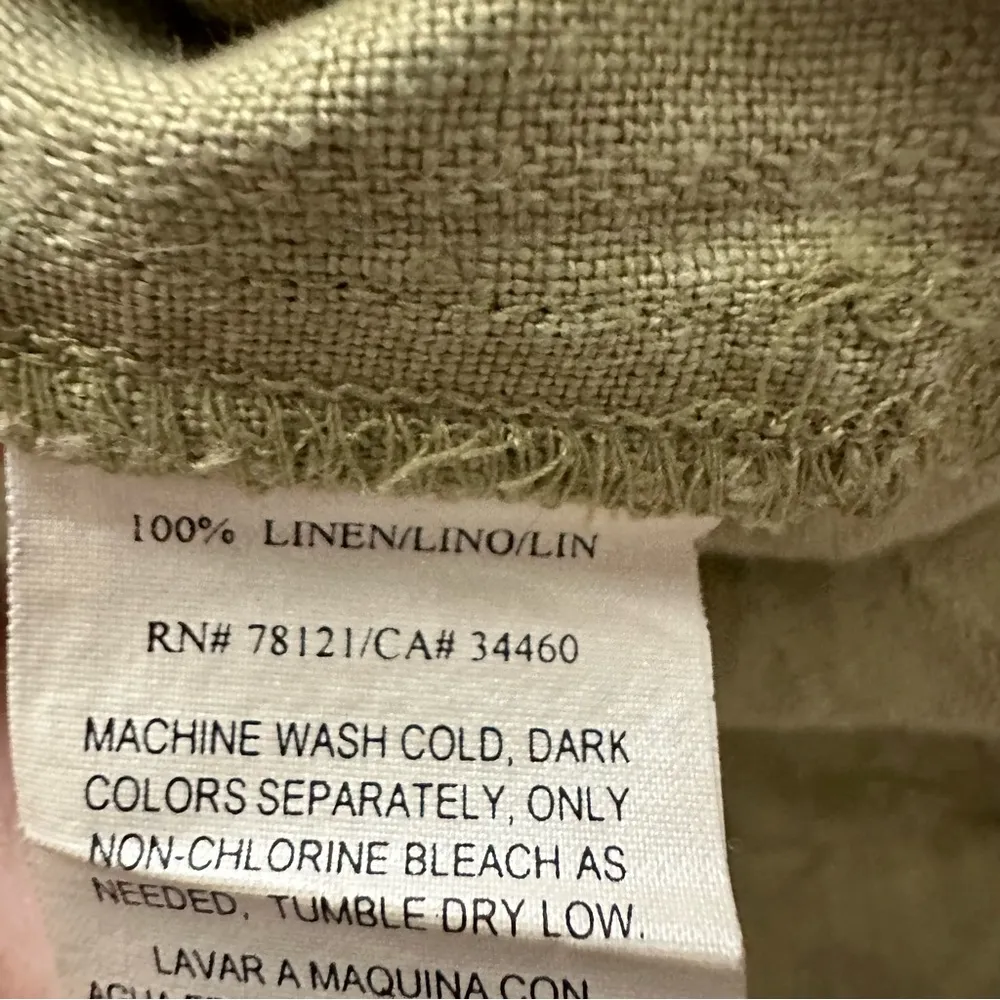 100% LINEN/LINO/LIN
RN# 78121/CA# 34460
MACHINE WASH COLD, DARK
COLORS SEPARATELY, ONLY
NON-CHLORINE BLEACH AS
NEEDED, TUMBLE DRY LOW.
LAVAR A MAQUINA CON